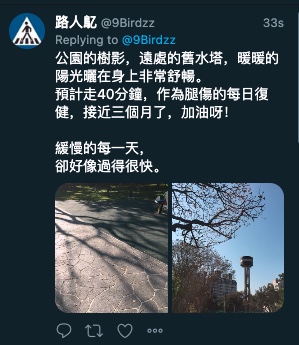 路人䰩 @9Birdzz 33s
Replying to @9Birdzz
公園的樹影，遠處的舊水塔，暖暖的
陽光曬在身上非常舒暢。
預計走40分鐘，作為腿傷的每日復
健，接近三個月了，加油呀！
緩慢的每一天，
卻好像過得很快。